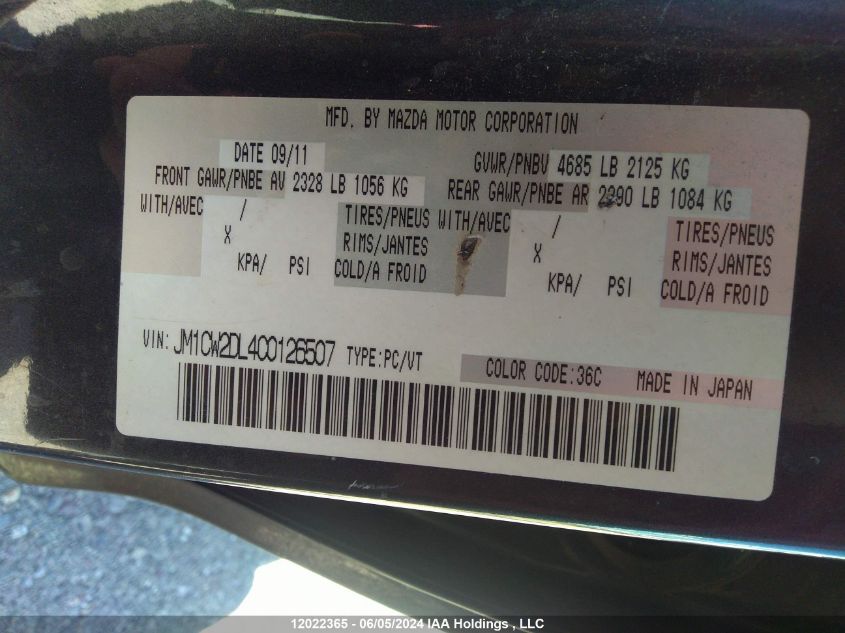 MFD. BY MAZDA MOTOR CORPORATION
DATE 09/11 GVWR/PNBV 4685 LB 2125 KG
FRONT GAWR/PNBE AV 2328 LB 1056 KG REAR GAWR/PNBE AR 2390 LB 1084 KG
WITH/AVEC / TIRES/PNEUS WITH/AVEC / TIRES/PNEUS
X RIMS/JANTES X RIMS/JANTES
KPA/ PSI COLD/A FROID KPA/ PSI COLD/A FROID
VIN: JM1CW2DL4C0126507 TYPE:PC/VT COLOR CODE:36C MADE IN JAPAN
12022365 - 06/05/2024 IAA Holdings , LLC